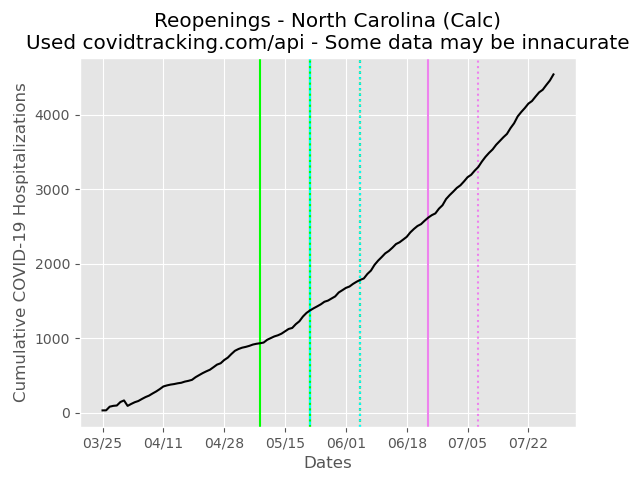 Reopenings - North Carolina (Calc)
Used covidtracking.com/api - Some data may be innacurate
Cumulative COVID-19 Hospitalizations
4000
3000
2000
1000
0
03/25 04/11 04/28 05/15 06/01 06/18 07/05 07/22
Dates